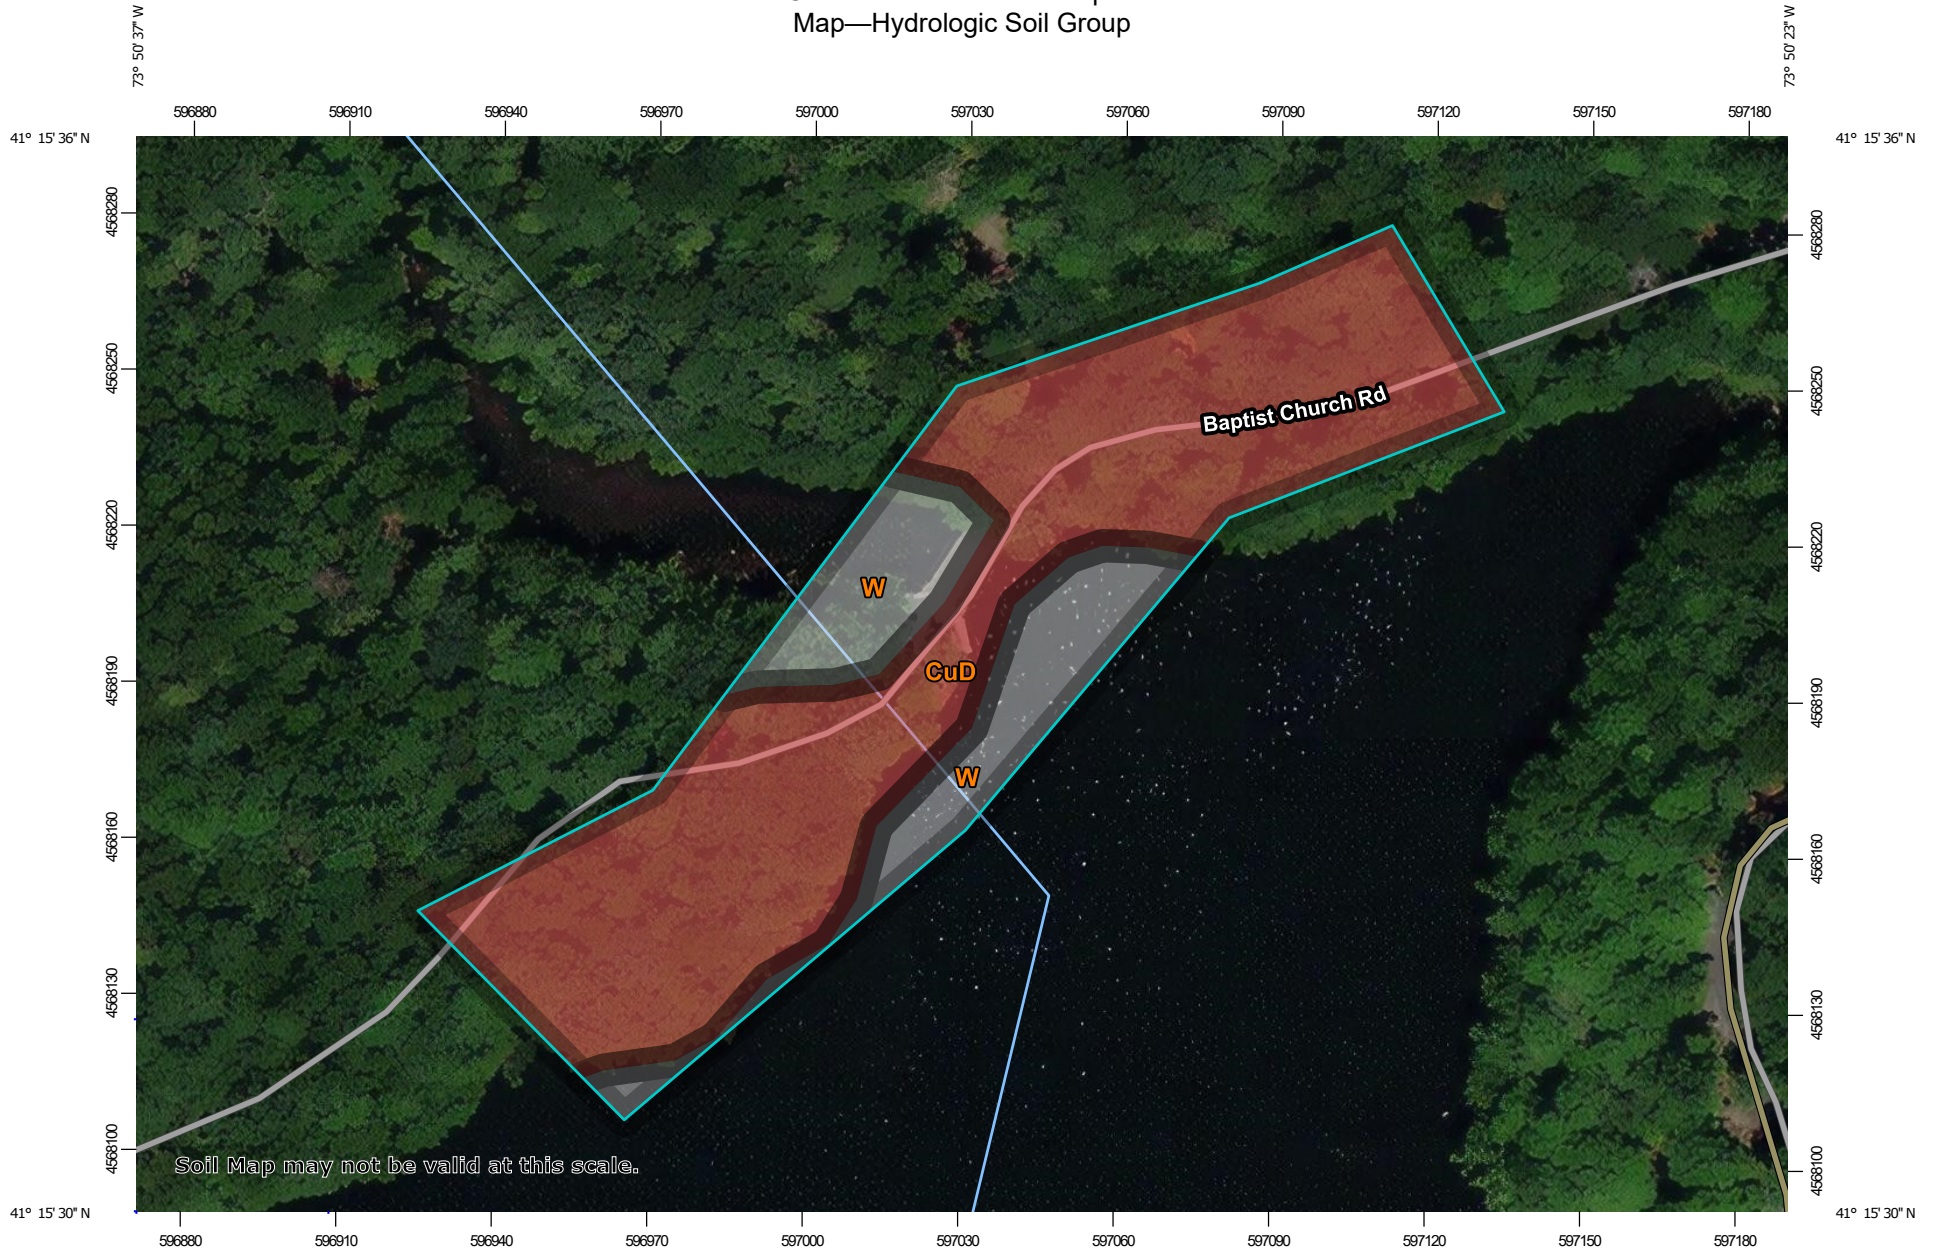 Map—Hydrologic Soil Group
73° 50' 37" W
73° 50' 23" W
596880 596910 596940 596970 597000 597030 597060 597090 597120 597150 597180
41° 15' 36" N
41° 15' 36" N
4568280
4568280
4568250
4568250
Baptist Church Rd
4568220
4568220
W
CuD
4568190
4568190
W
4568160
4568160
4568130
4568130
4568100
4568100
Soil Map may not be valid at this scale.
41° 15' 30" N
41° 15' 30" N
596880 596910 596940 596970 597000 597030 597060 597090 597120 597150 597180